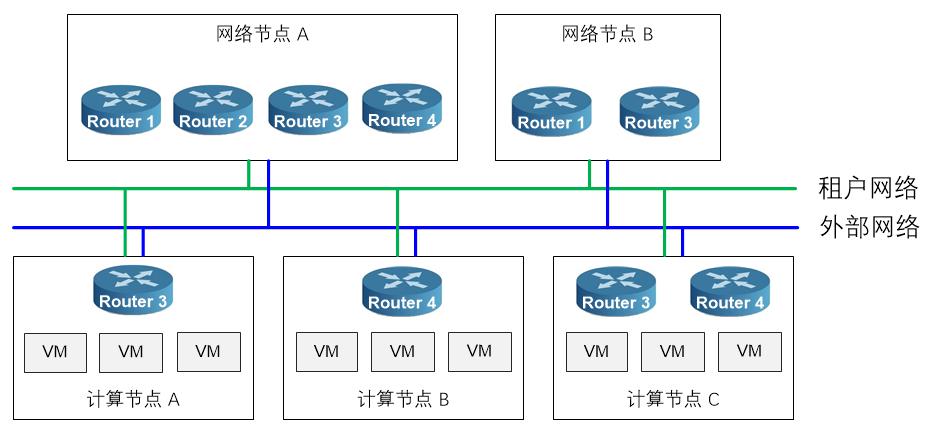 网络节点 A
Router 1
Router 2
Router 3
Router 4
网络节点 B
Router 1
Router 3
租户网络
外部网络
Router 3
VM
VM
VM
计算节点 A
Router 4
VM
VM
VM
计算节点 B
Router 3
Router 4
VM
VM
VM
计算节点 C